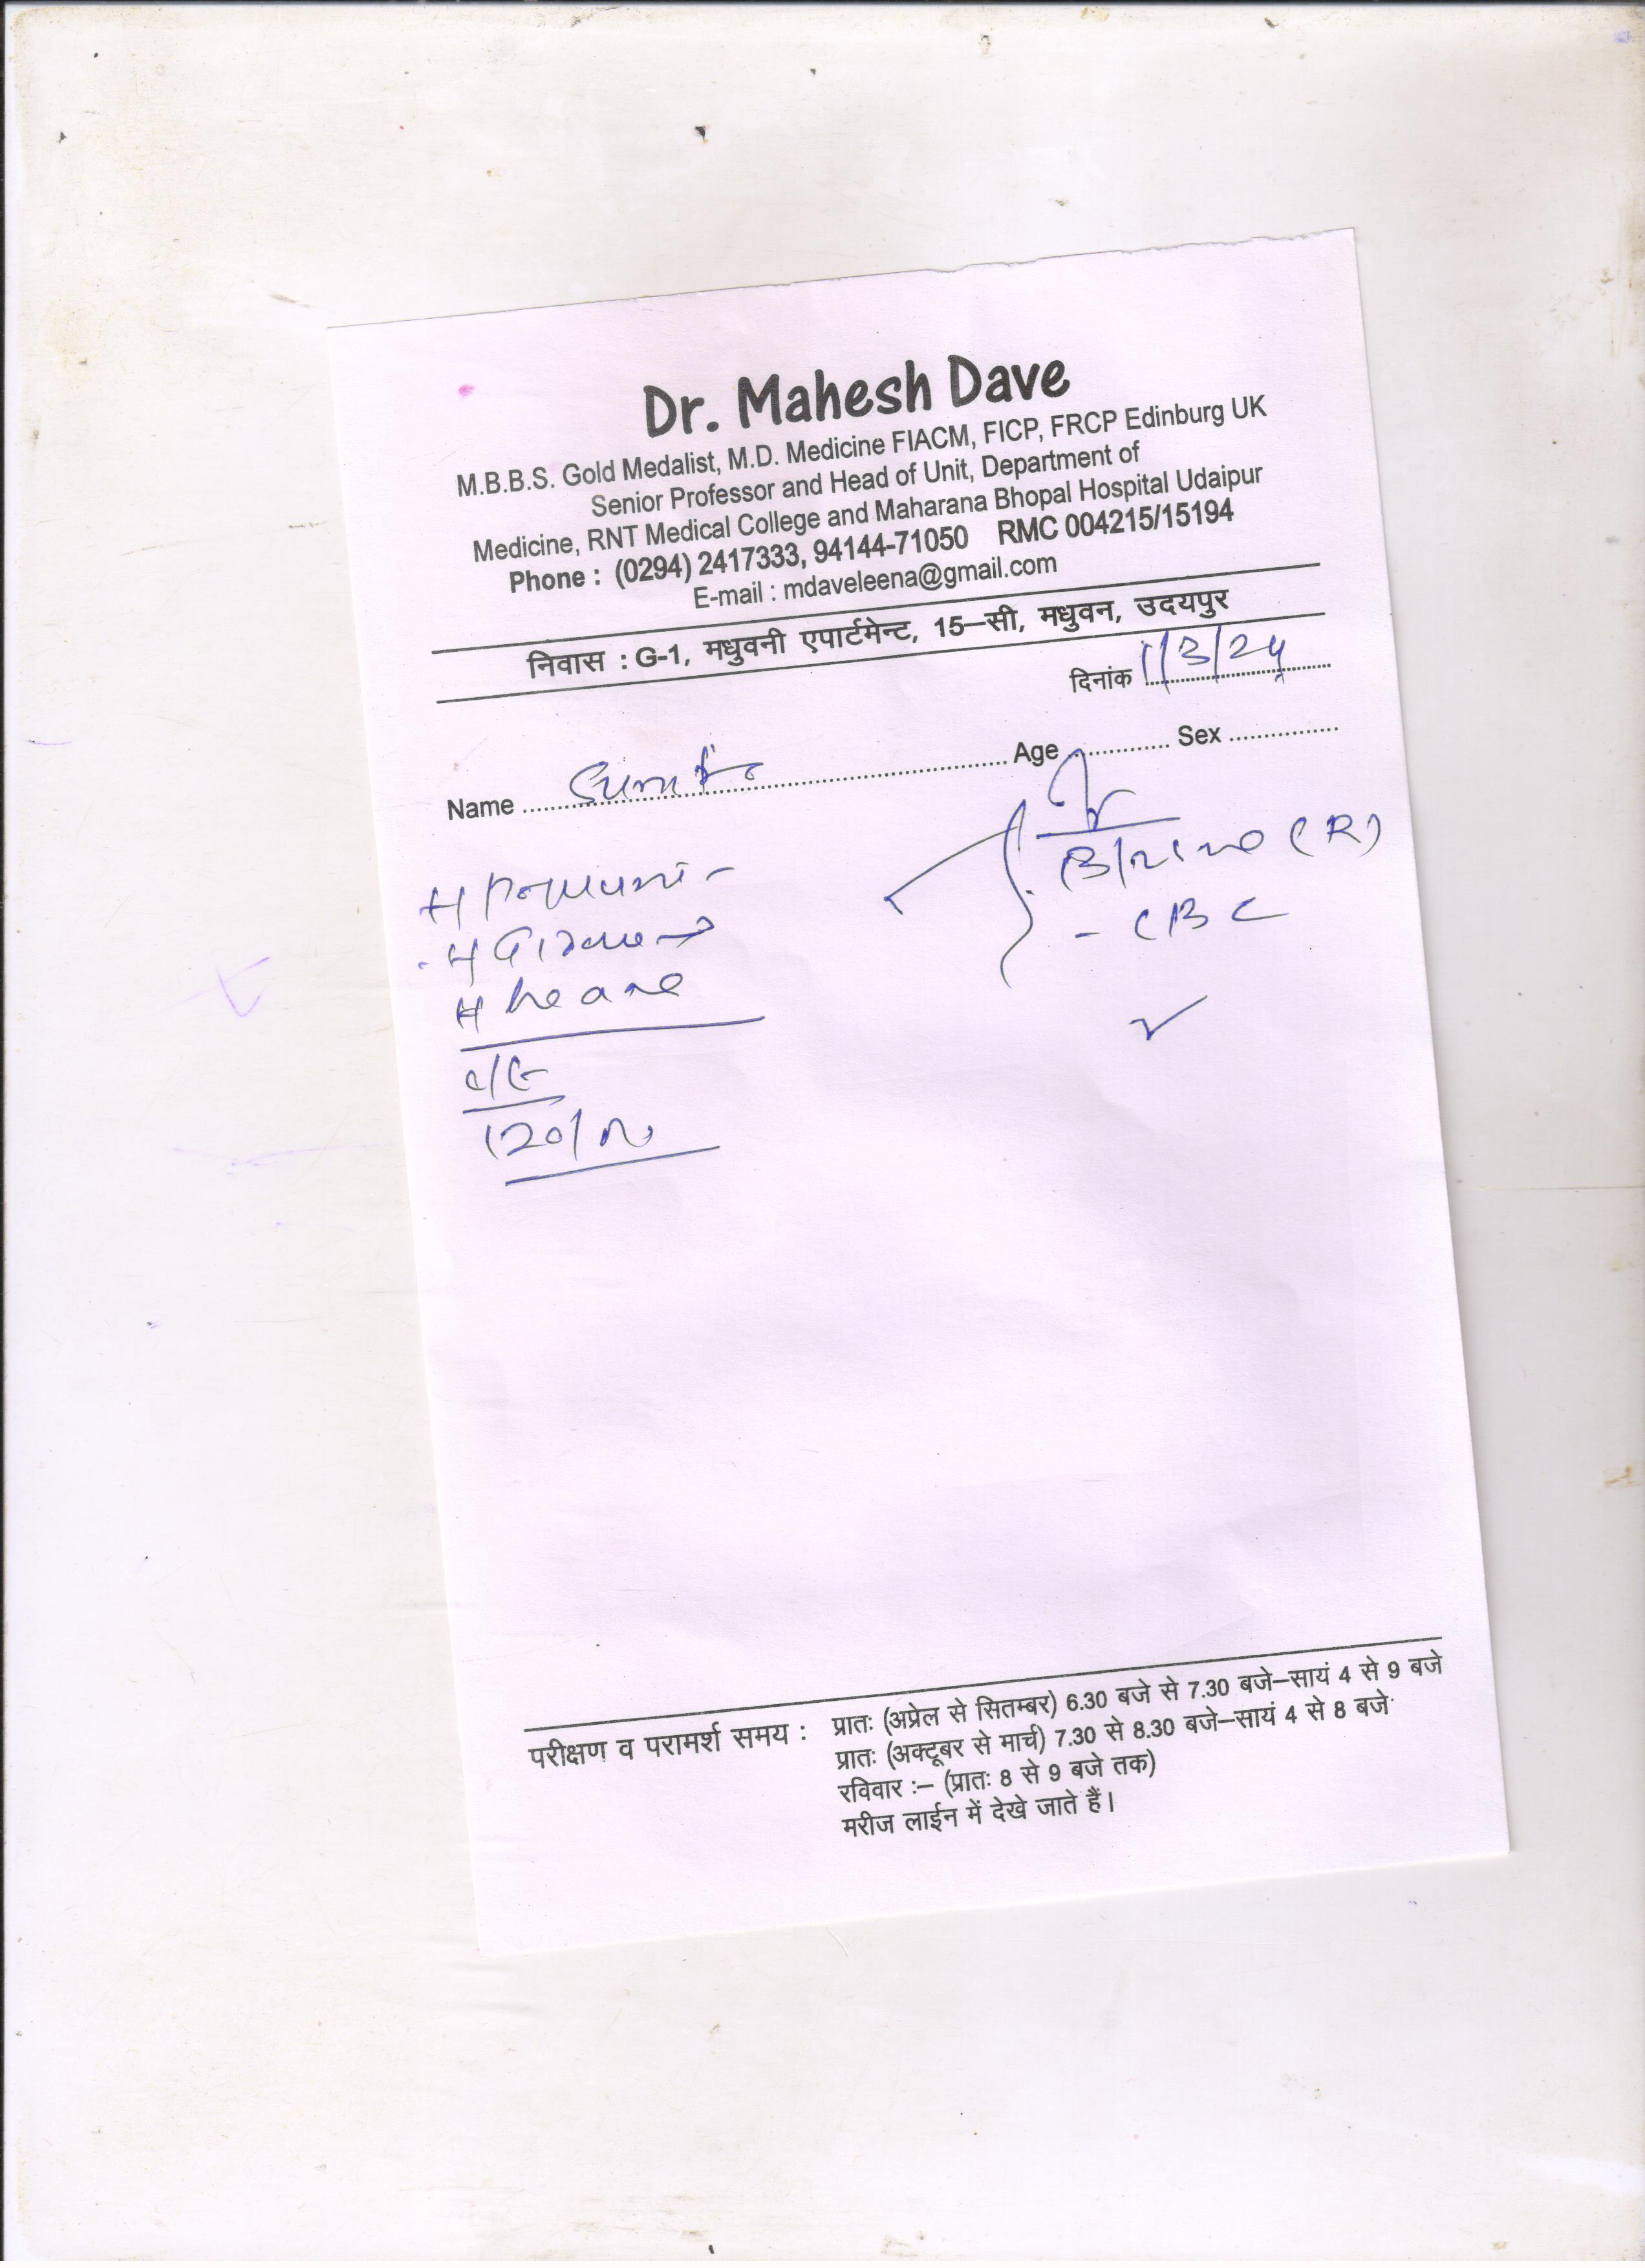 Dr. Mahesh Dave
M.B.B.S. Gold Medalist, M.D. Medicine FIACM, FICP, FRCP Edinburg UK
Senior Professor and Head of Unit, Department of
Medicine, RNT Medical College and Maharana Bhopal Hospital Udaipur
Phone : (0294) 2417333, 94144-71050 RMC 004215/15194
E-mail : mdaveleena@gmail.com
निवास : G-1, मधुवनी एपार्टमेन्ट, 15–सी, मधुवन, उदयपुर
दिनांक 1/3/24
Name Age Sex
(R)
- CBC
120/
परीक्षण व परामर्श समय : प्रातः (अप्रेल से सितम्बर) 6.30 बजे से 7.30 बजे–सायं 4 से 9 बजे
प्रातः (अक्टूबर से मार्च) 7.30 से 8.30 बजे–सायं 4 से 8 बजे
रविवार :– (प्रातः 8 से 9 बजे तक)
मरीज लाईन में देखे जाते हैं।